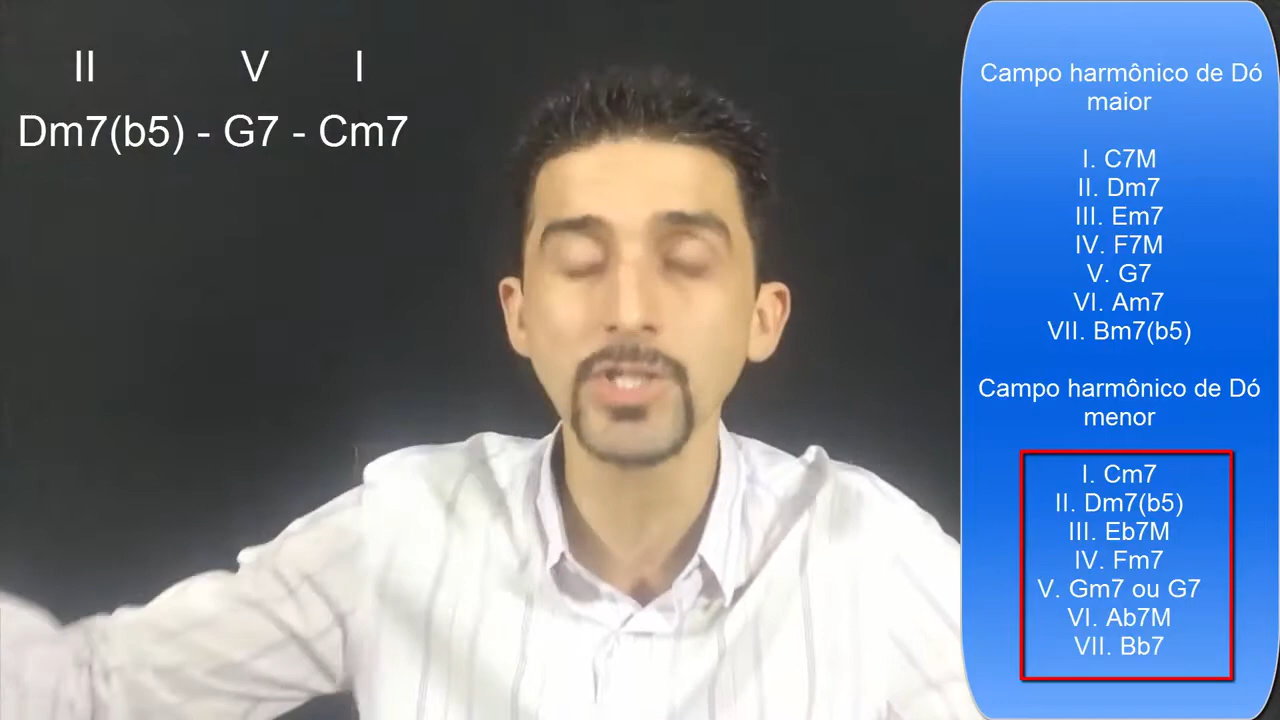 II V I
Dm7(b5) - G7 - Cm7
Campo harmônico de Dó
maior
I. C7M
II. Dm7
III. Em7
IV. F7M
V. G7
VI. Am7
VII. Bm7(b5)
Campo harmônico de Dó
menor
I. Cm7
II. Dm7(b5)
III. Eb7M
IV. Fm7
V. Gm7 ou G7
VI. Ab7M
VII. Bb7